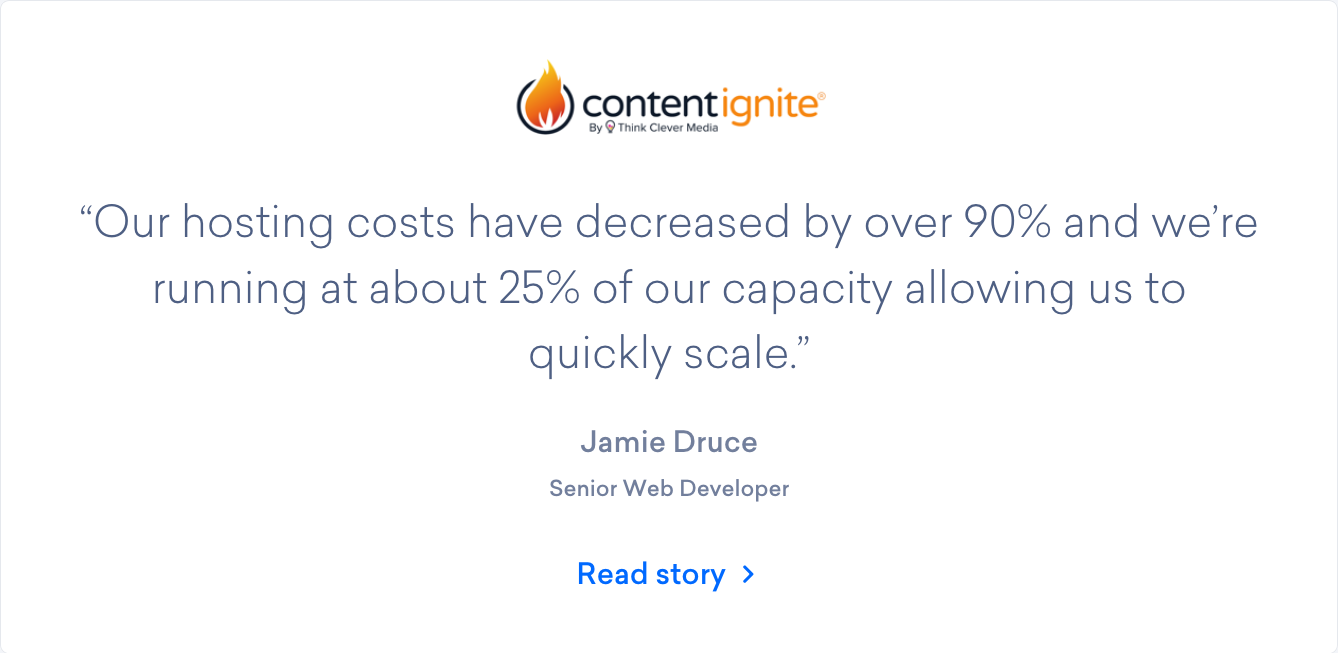 contentignite®
By Think Clever Media
“Our hosting costs have decreased by over 90% and we’re
running at about 25% of our capacity allowing us to
quickly scale.”
Jamie Druce
Senior Web Developer
Read story >